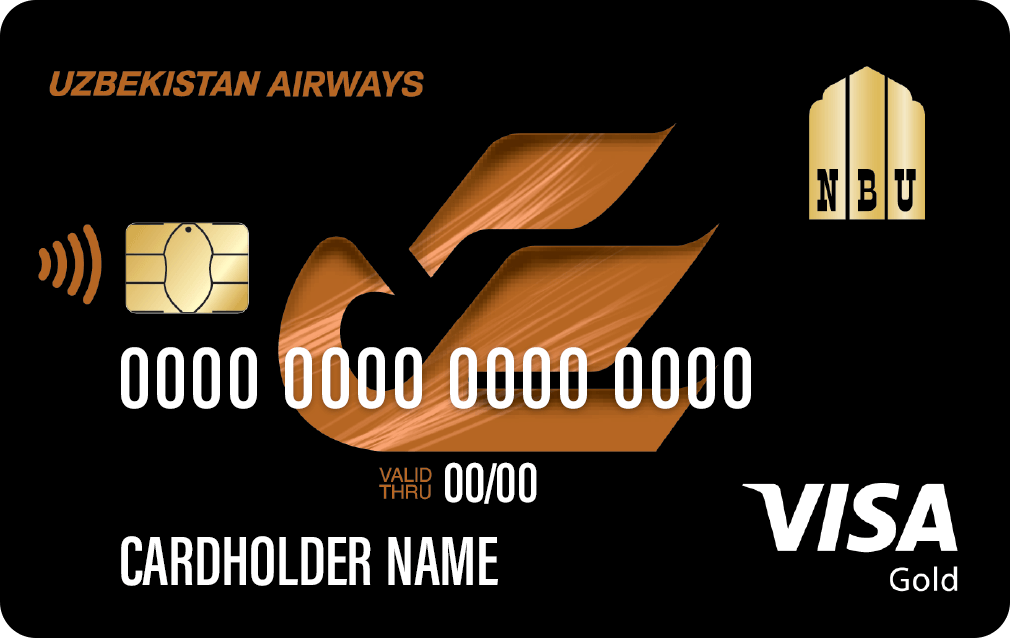 UZBEKISTAN AIRWAYS
NBU
0000 0000 0000 0000
VALID
THRU 00/00
CARDHOLDER NAME
VISA
Gold